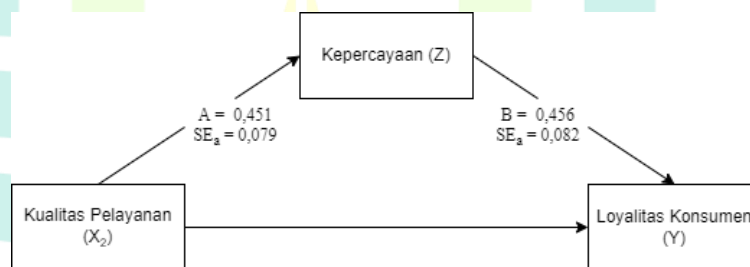 Kepercayaan (Z)
A = 0,451
SEₐ = 0,079
B = 0,456
SEₐ = 0,082
Kualitas Pelayanan
(X₂)
Loyalitas Konsumen
(Y)